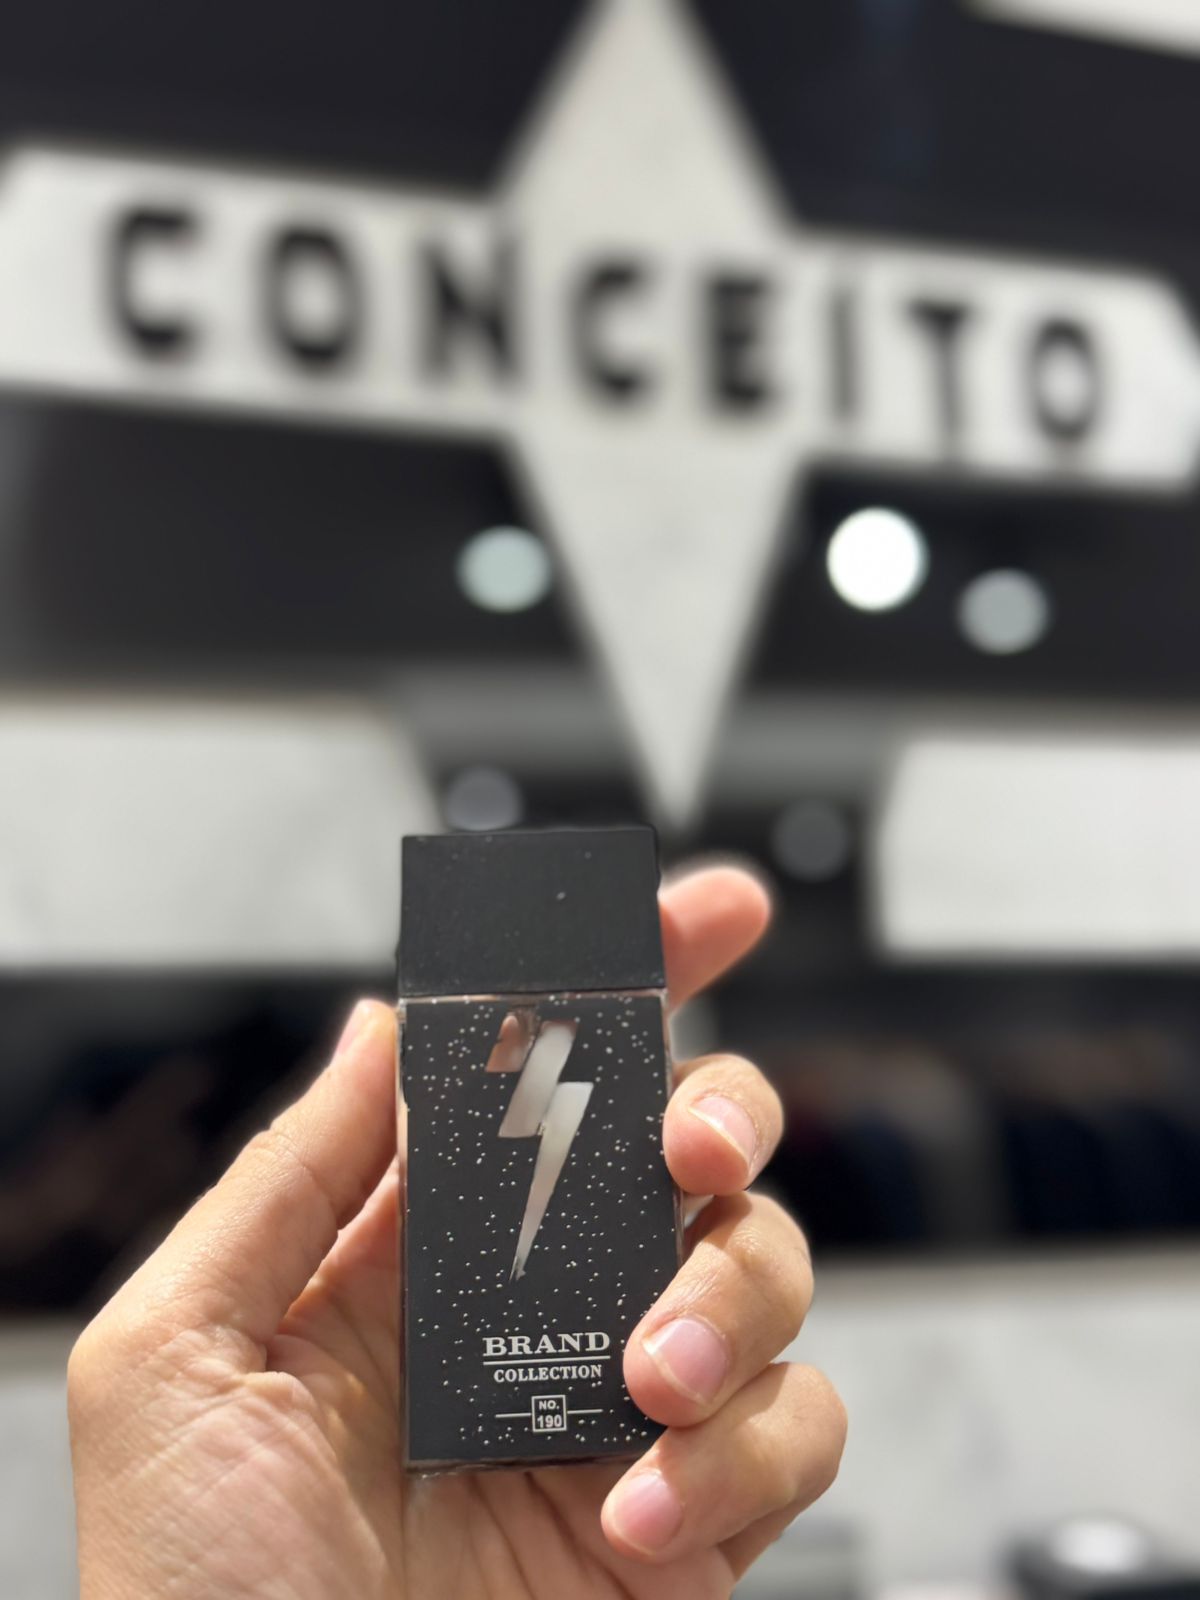 CONCEITO
BRAND
COLLECTION
NO.
190